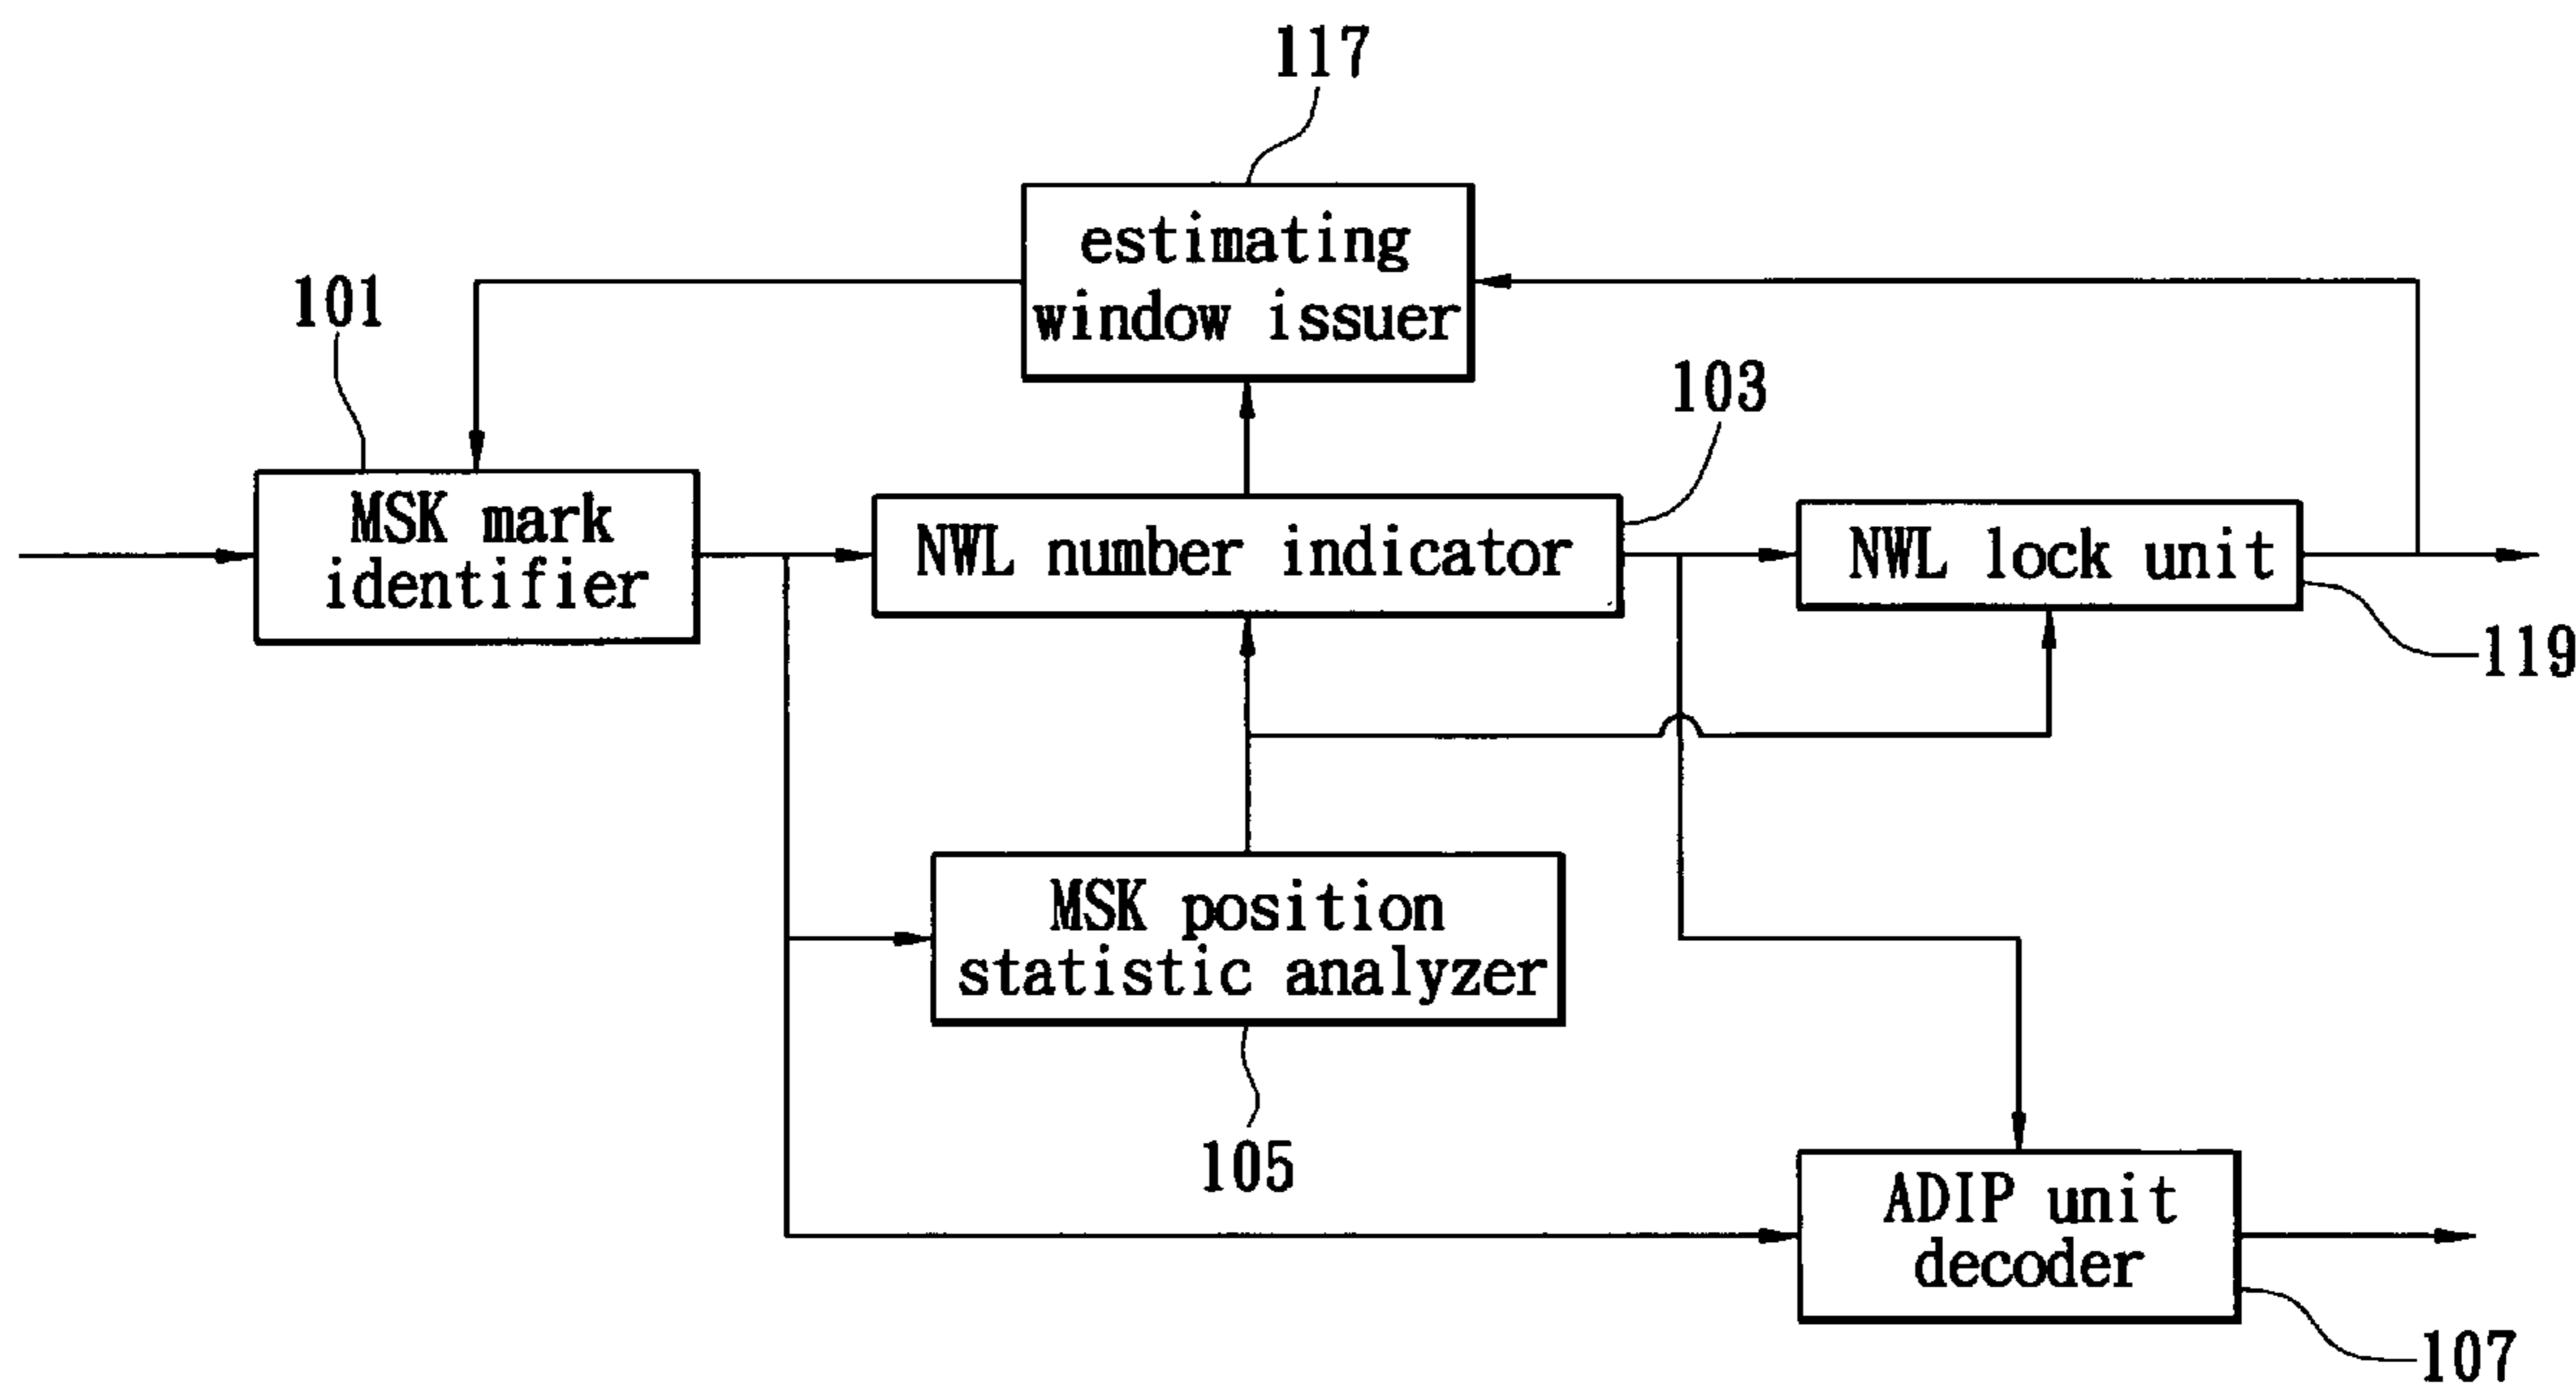 117
estimating
window issuer
101
103
MSK mark
identifier
NWL number indicator
NWL lock unit
119
MSK position
statistic analyzer
105
ADIP unit
decoder
107